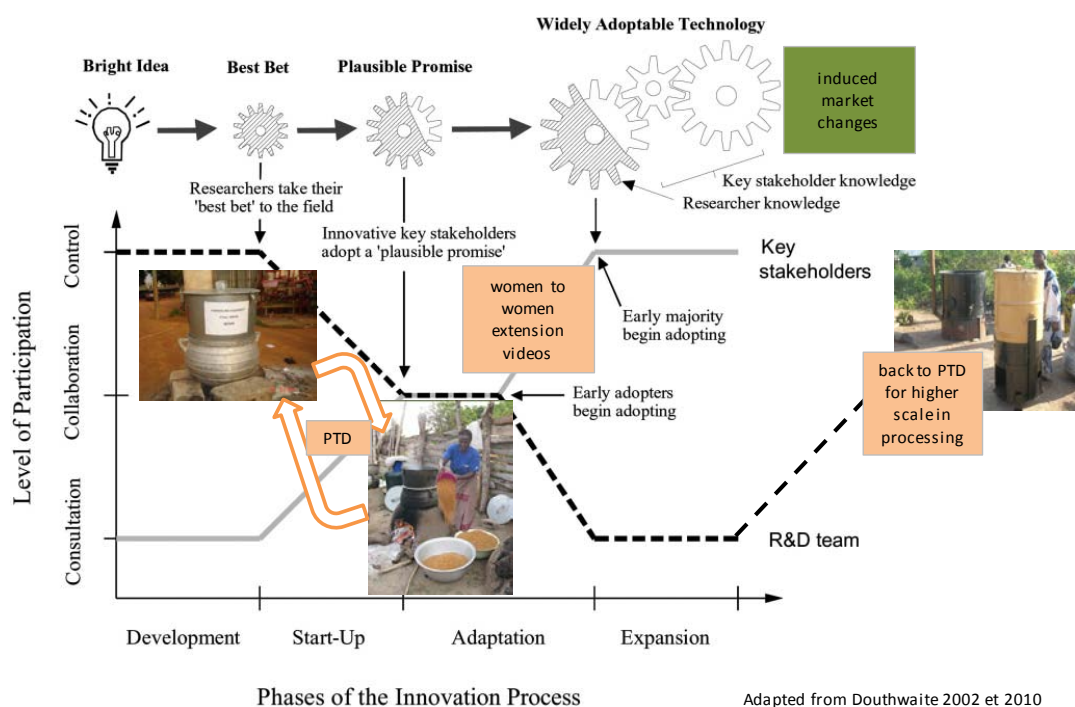 Widely Adoptable Technology
Bright Idea
Best Bet
Plausible Promise
induced
market
changes
Key stakeholder knowledge
Researcher knowledge
Researchers take their
'best bet' to the field
Innovative key stakeholders
adopt a 'plausible promise'
Level of Participation
Control
Collaboration
Consultation
women to
women
extension
videos
Key
stakeholders
Early majority
begin adopting
Early adopters
begin adopting
back to PTD
for higher
scale in
processing
PTD
R&D team
Development
Start-Up
Adaptation
Expansion
Phases of the Innovation Process
Adapted from Douthwaite 2002 et 2010